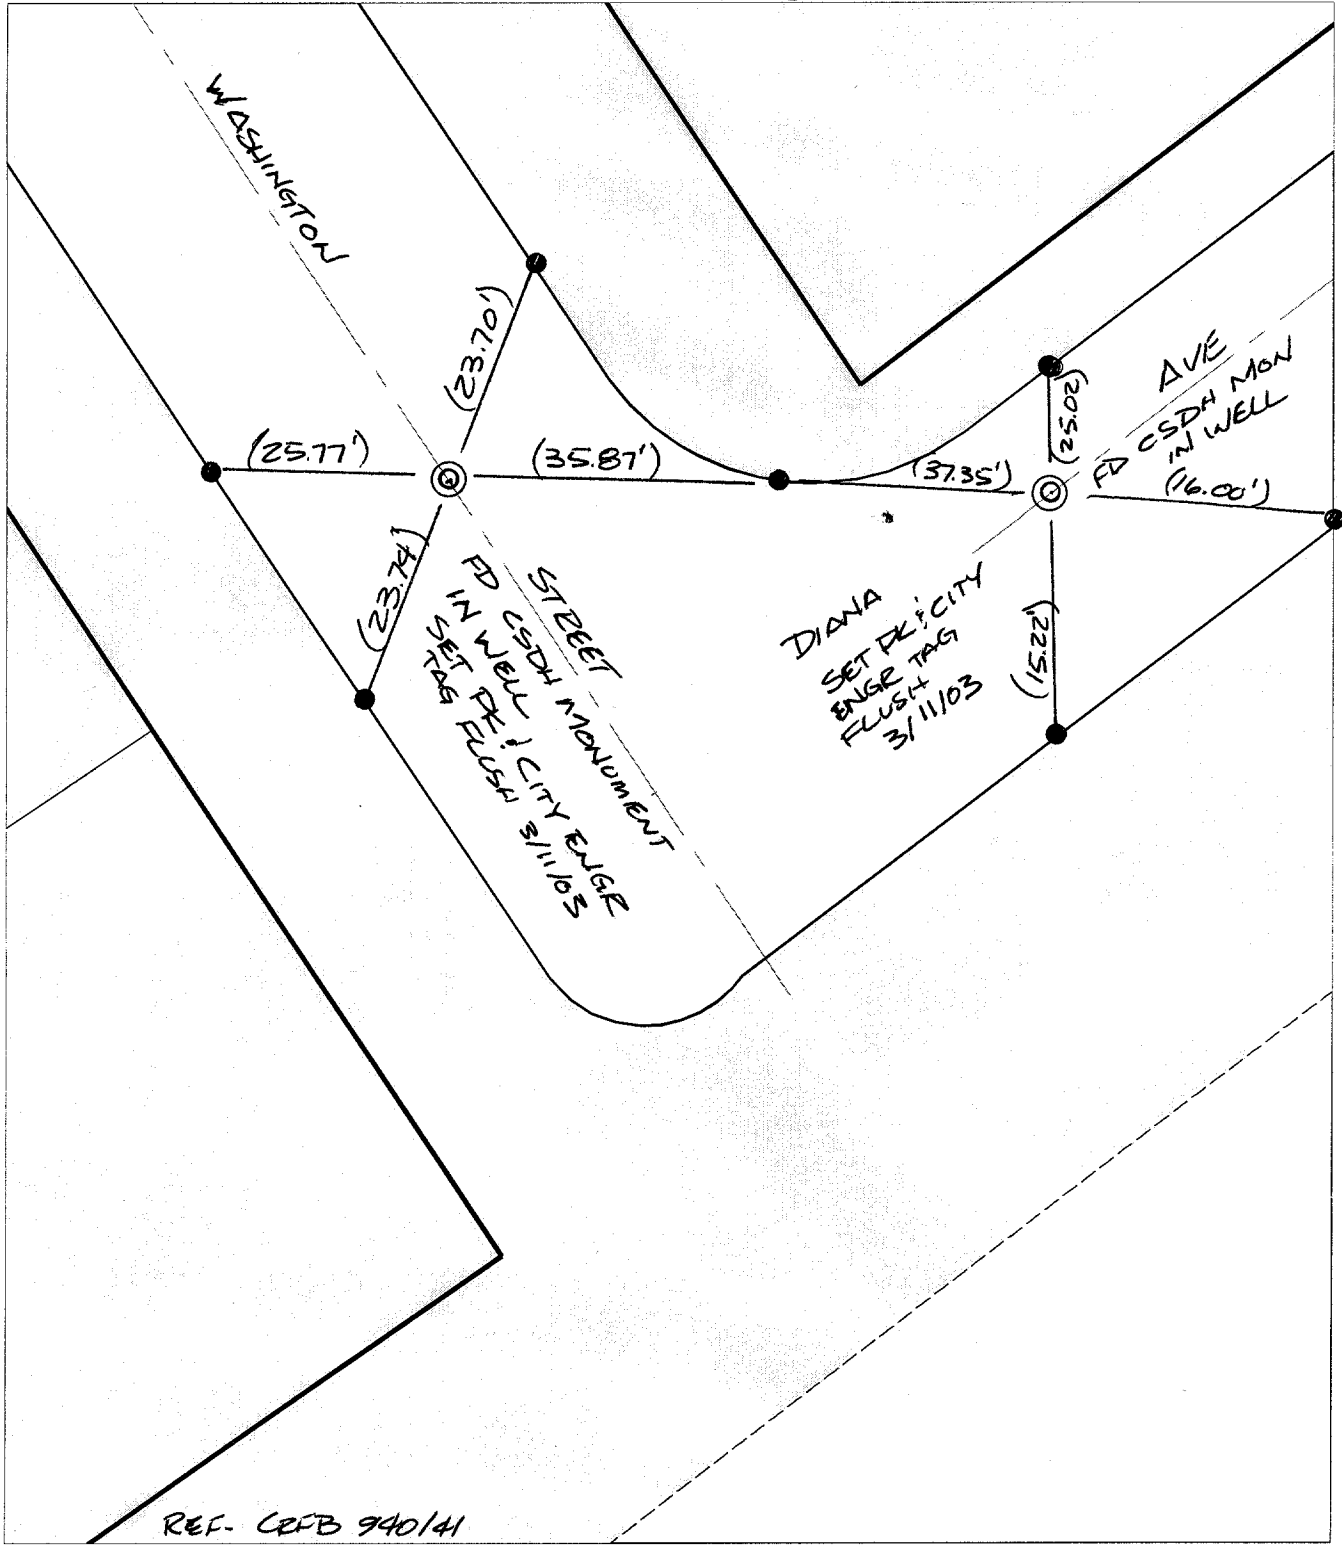 WASHINGTON
(23.70')
(25.77')
(35.87')
(23.74')
STREET
FD CSDH MONUMENT
IN WELL
SET PK & CITY ENGR
TAG FLUSH 3/11/03
(37.35')
(25.02)
AVE
FD CSDH MON
IN WELL
(16.00')
(15.22')
DIANA
SET PK & CITY
ENGR TAG
FLUSH
3/11/03
REF- CRFB 940/41